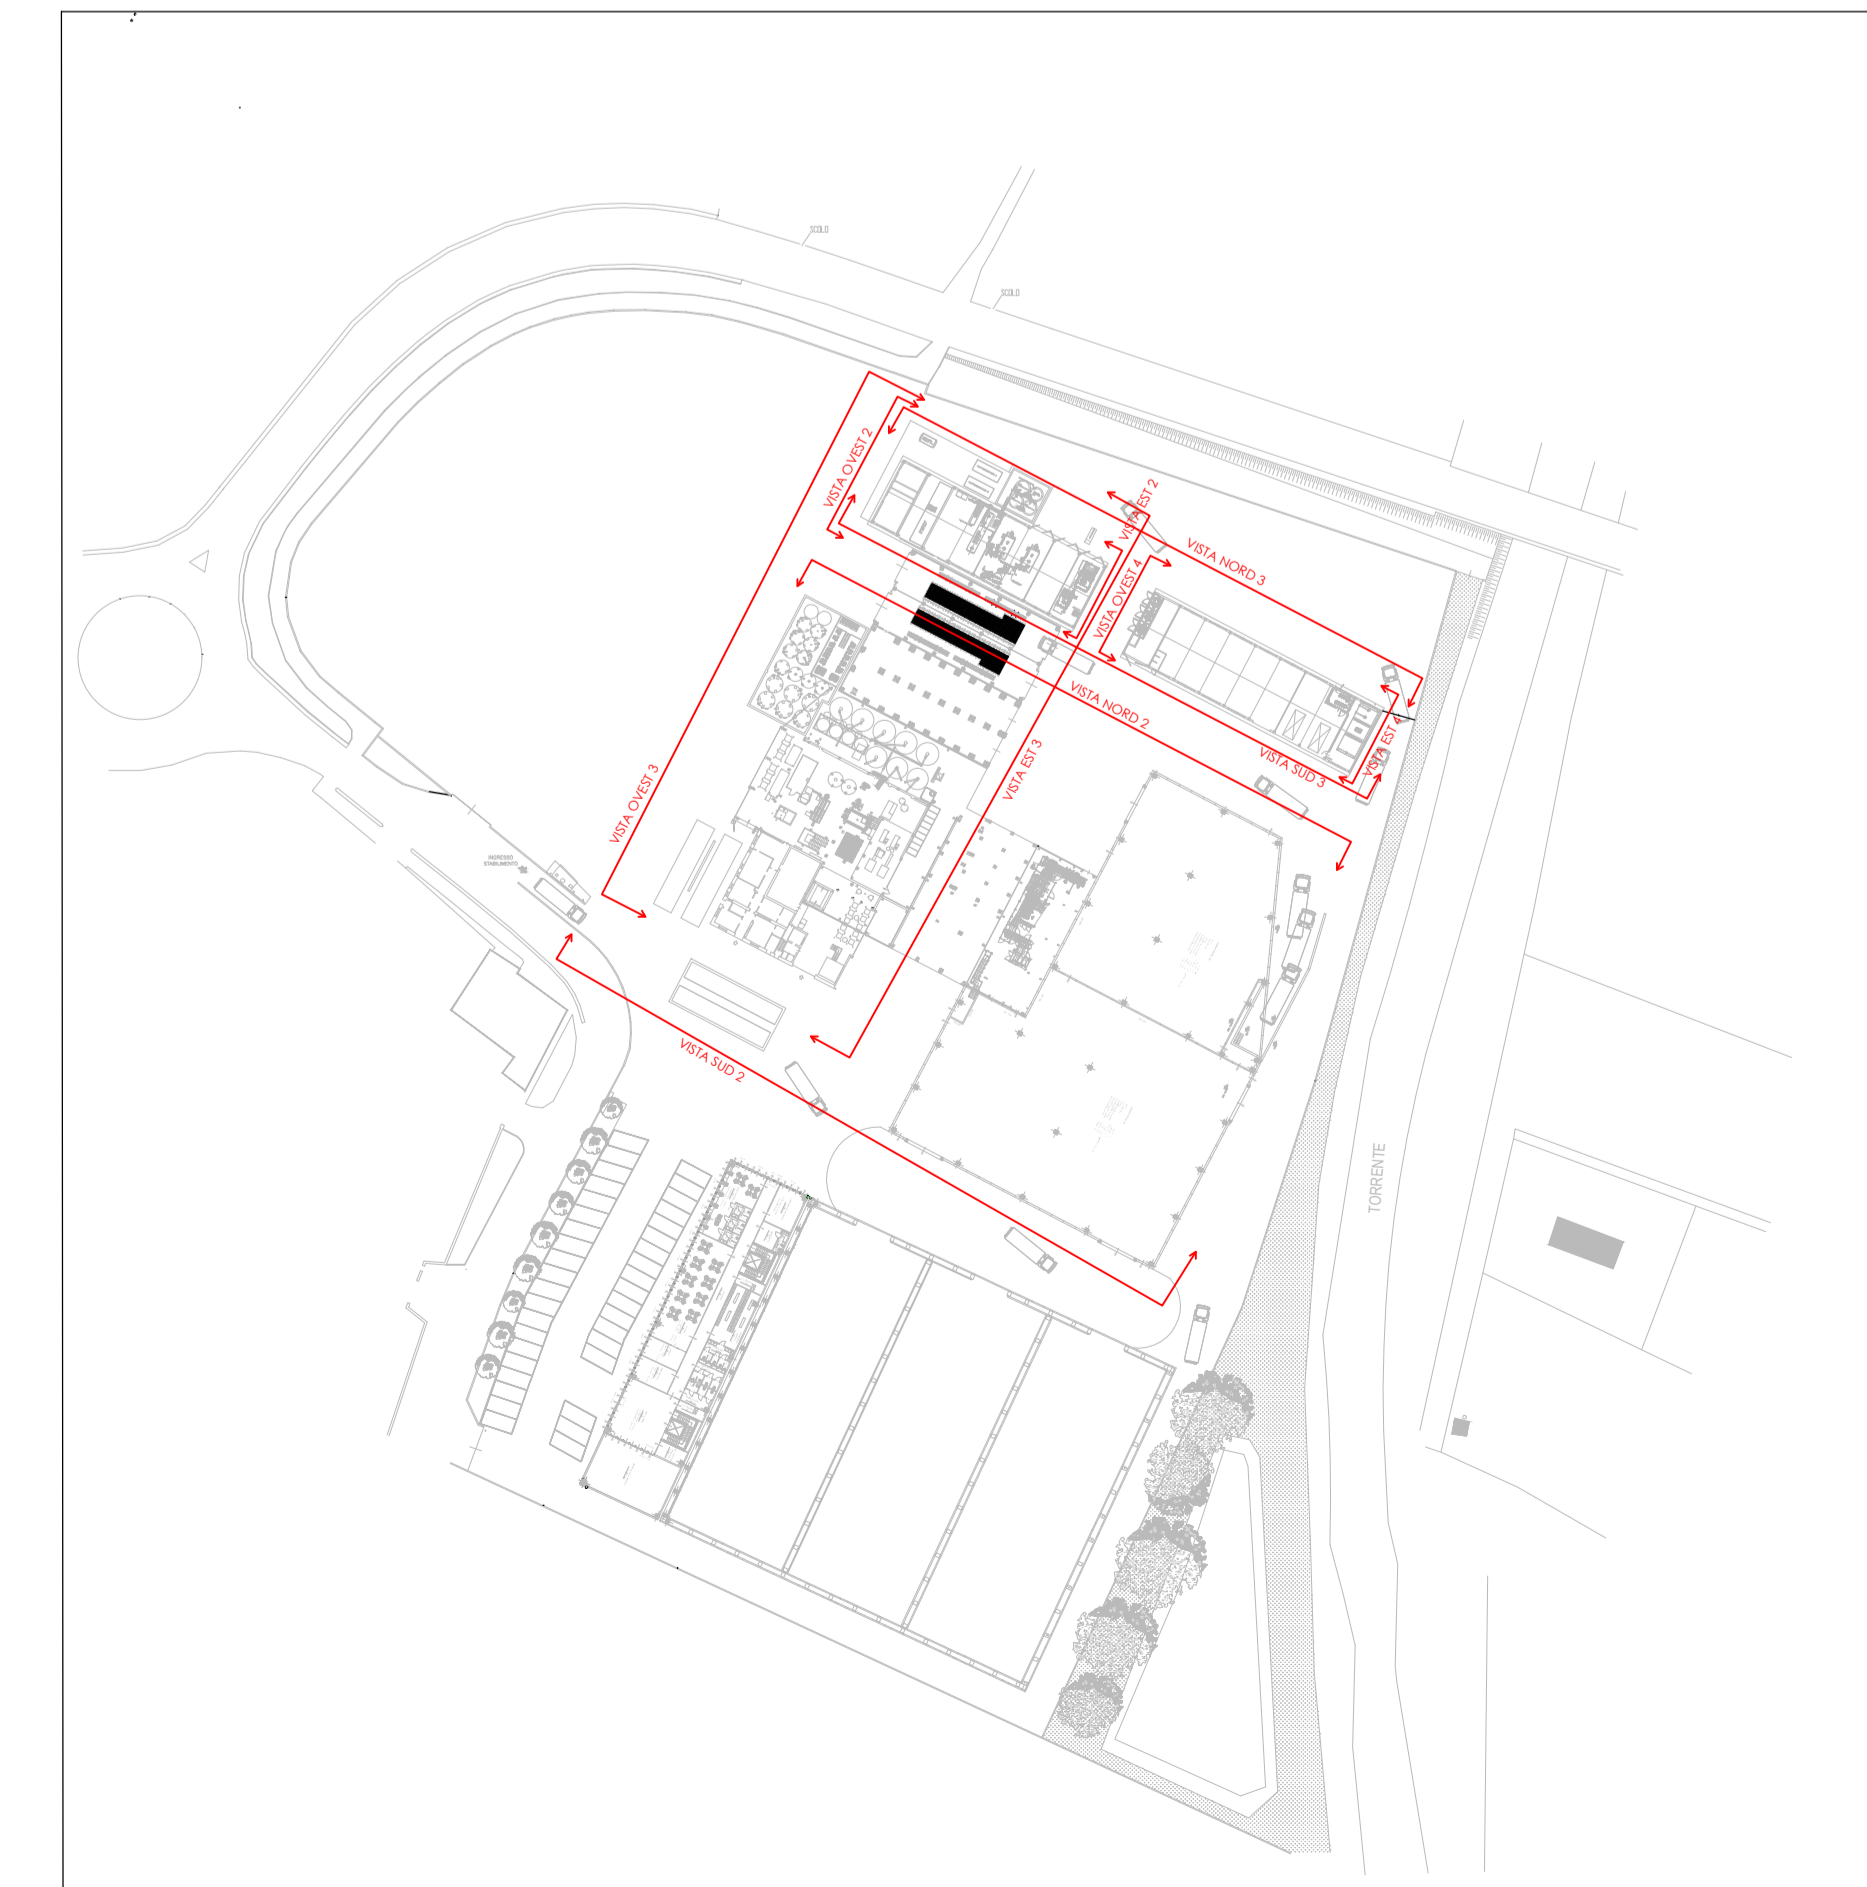 SCOLO
SCOLO
VISTA OVEST 2
VISTA EST 2
VISTA NORD 3
VISTA OVEST 4
VISTA NORD 2
VISTA EST 4
VISTA SUD 3
VISTA EST 3
VISTA OVEST 3
INGRESSO
STABILIMENTO
VISTA SUD 2
TORRENTE